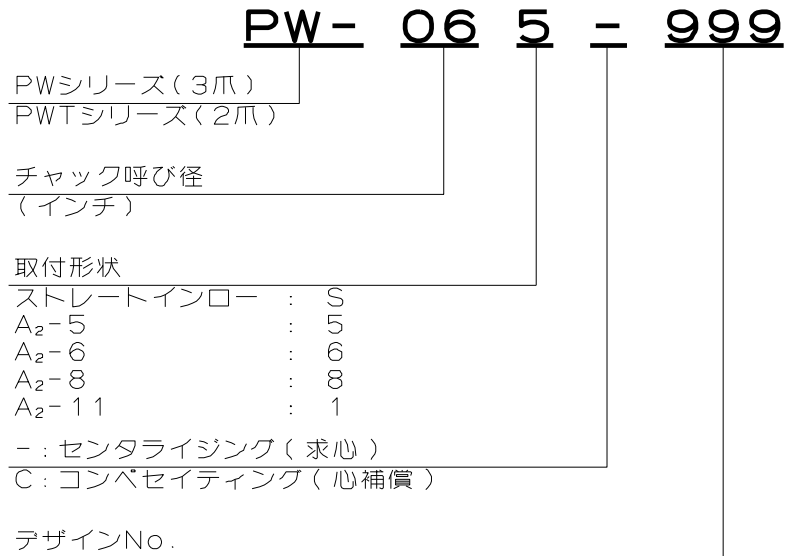 PW- 06 5 - 999
PWシリーズ(3爪)
PWTシリーズ(2爪)
チャック呼び径
(インチ)
取付形状
ストレートインロー : S
A₂-5 : 5
A₂-6 : 6
A₂-8 : 8
A₂-11 : 1
-:センタライジング(求心)
C:コンペセイティング(心補償)
デザインNo.